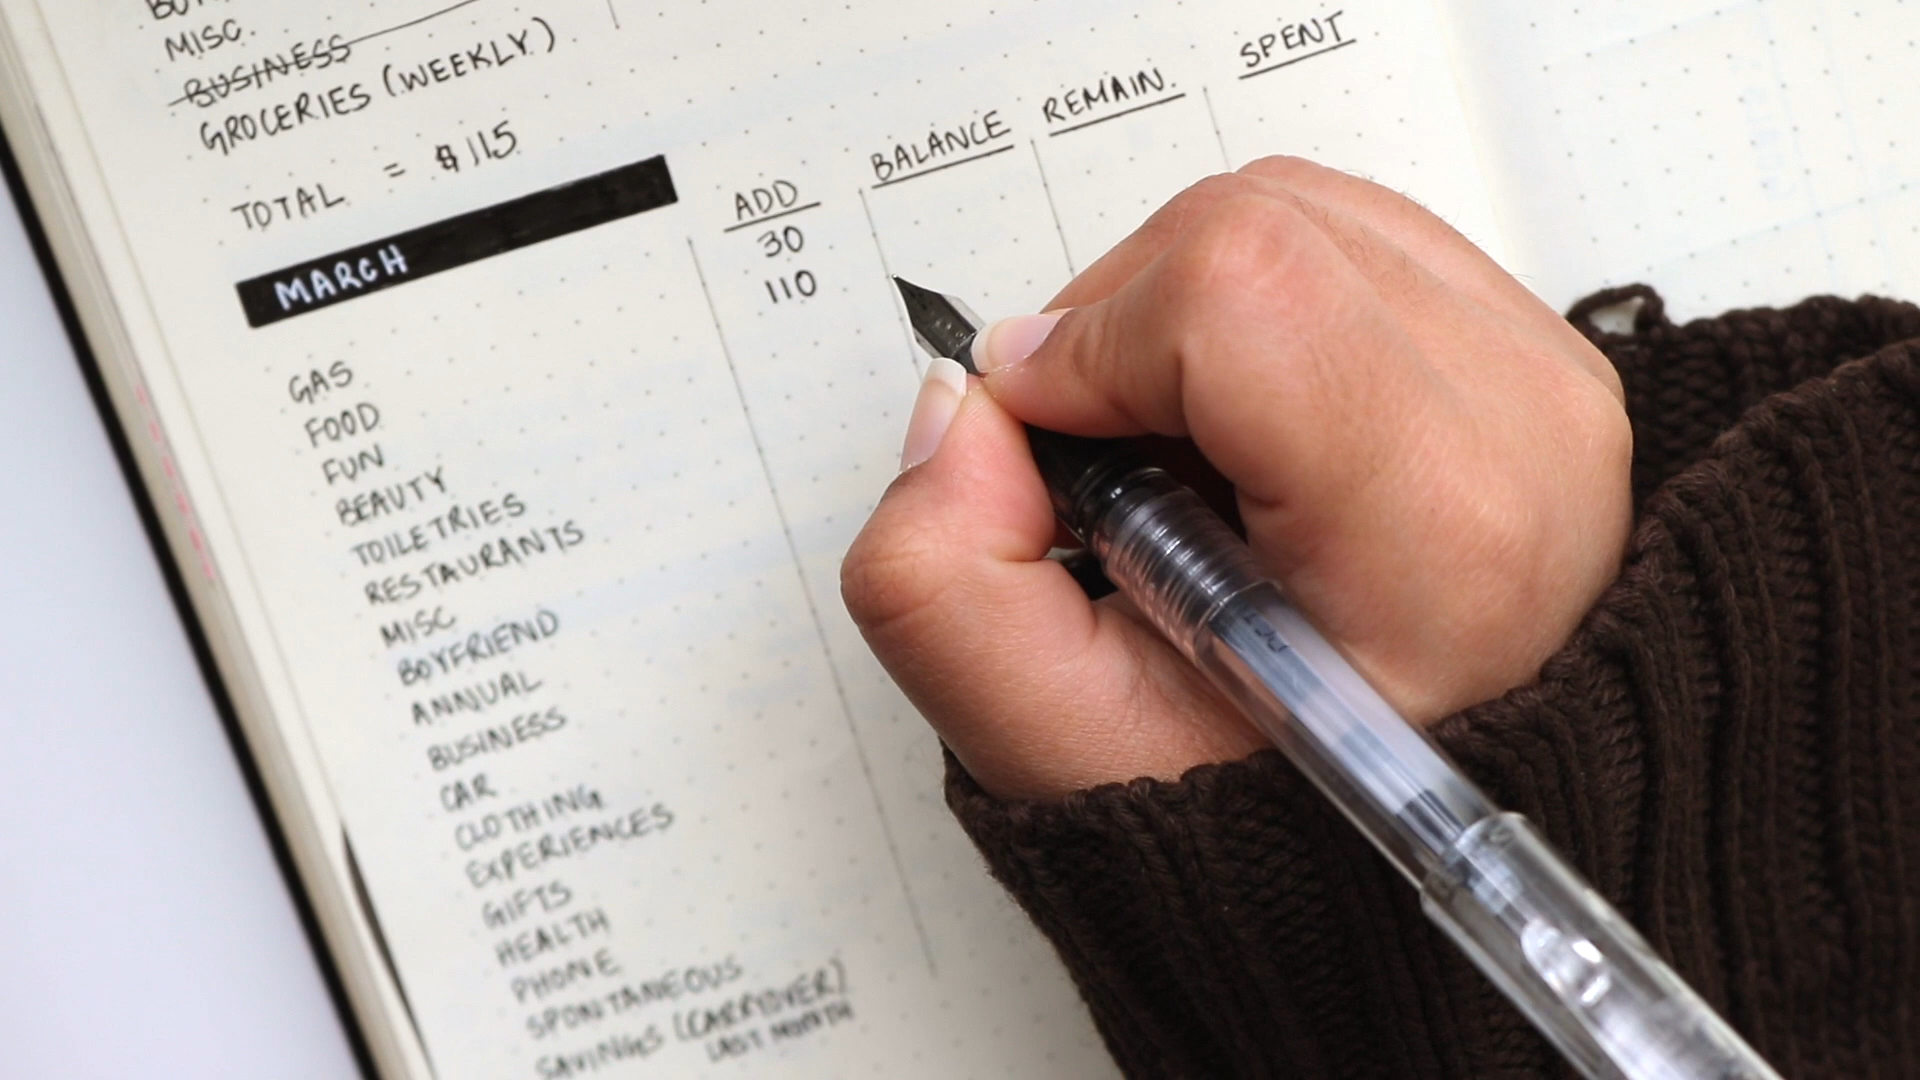 MISC.
BUSINESS
GROCERIES (WEEKLY)
TOTAL = $115
MARCH
ADD BALANCE REMAIN. SPENT
30
110
GAS
FOOD
FUN
BEAUTY
TOILETRIES
RESTAURANTS
MISC
BOYFRIEND
ANNUAL
BUSINESS
CAR
CLOTHING
EXPERIENCES
GIFTS
HEALTH
PHONE
SPONTANEOUS
SAVINGS (CARRYOVER)
LAST MONTH